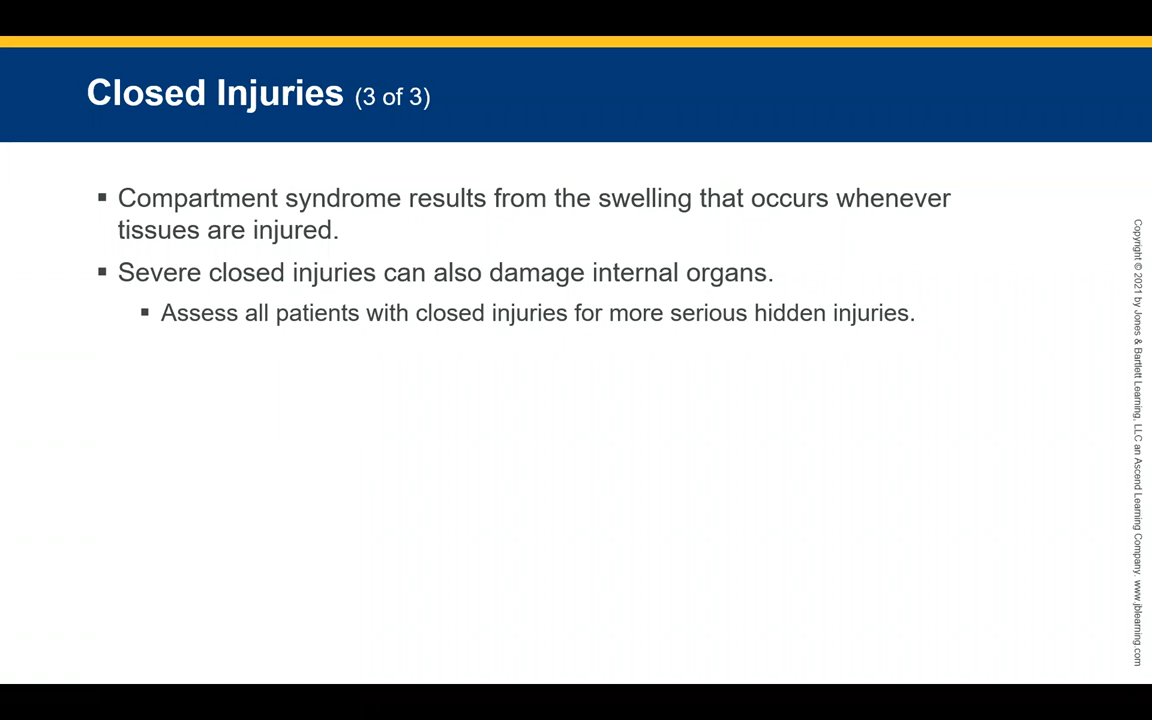 Closed Injuries (3 of 3)
▪ Compartment syndrome results from the swelling that occurs whenever
tissues are injured.
▪ Severe closed injuries can also damage internal organs.
▪ Assess all patients with closed injuries for more serious hidden injuries.
Copyright © 2021 by Jones & Bartlett Learning, LLC an Ascend Learning Company. www.jblearning.com